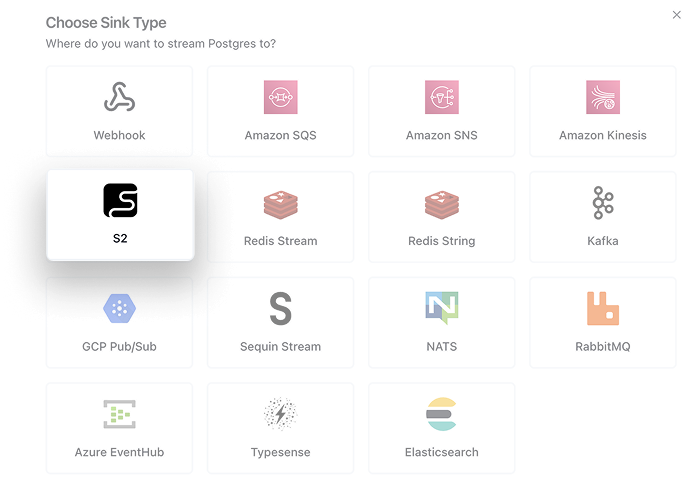 Choose Sink Type
Where do you want to stream Postgres to?
Webhook
Amazon SQS
Amazon SNS
Amazon Kinesis
S2
Redis Stream
Redis String
Kafka
GCP Pub/Sub
Sequin Stream
NATS
RabbitMQ
Azure EventHub
Typesense
Elasticsearch